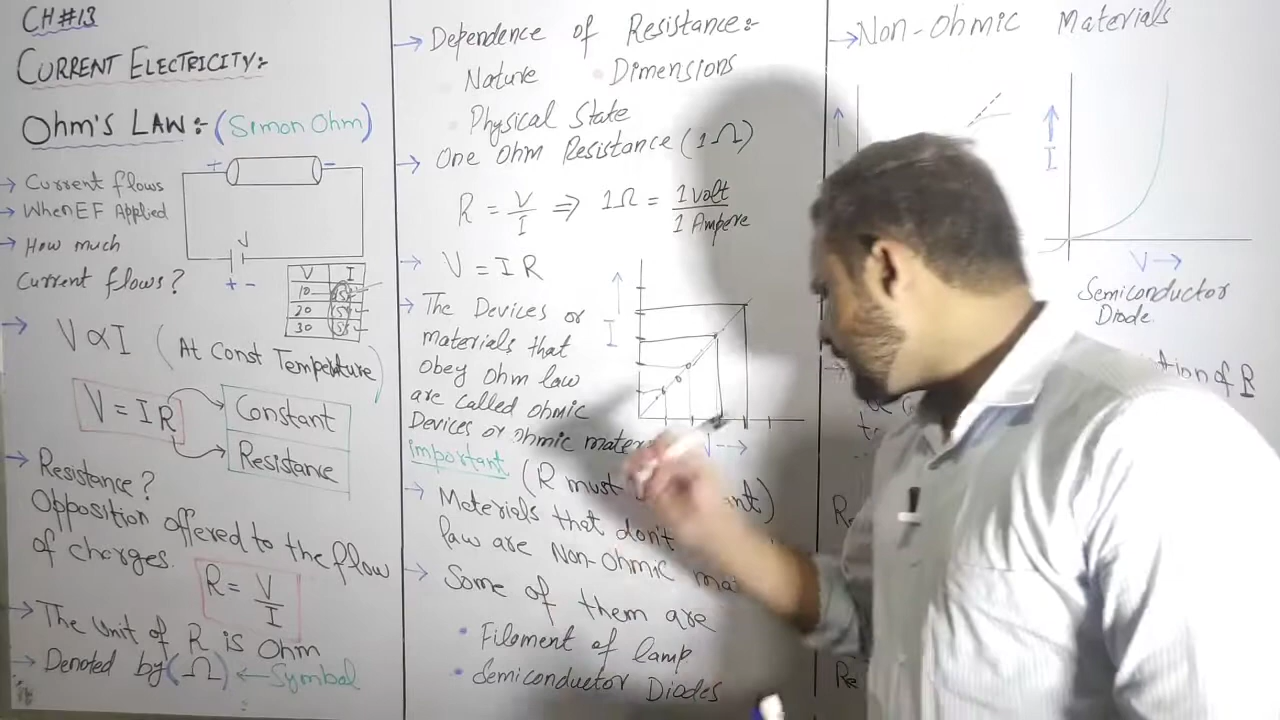 CH#13
CURRENT ELECTRICITY:-
Ohm's LAW:- (Simon Ohm)
+ -
→ Current flows
→ When EF Applied
→ How much
Current flows?
V
+ -
V I
10
20
30
→ V ∝ I (At Const Temperature)
V = I R
Constant
Resistance
→ Resistance?
Opposition offered to the flow
of charges.
R = V/I
→ The Unit of R is Ohm
→ Denoted by (Ω) ← Symbol
→ Dependence of Resistance:-
Nature Dimensions
Physical State
→ One Ohm Resistance (1Ω)
R = V/I ⇒ 1Ω = 1 volt / 1 Ampere
→ V = I R
→ The Devices or
materials that
obey Ohm law
are called ohmic
Devices or ohmic
I
V →
important (R must
→ Materials that don't
law are Non-Ohmic
→ Some of them are
• Filament of lamp
• Semiconductor Diodes
→ Non-Ohmic Materials
I
V →
Semiconductor
Diode
of R